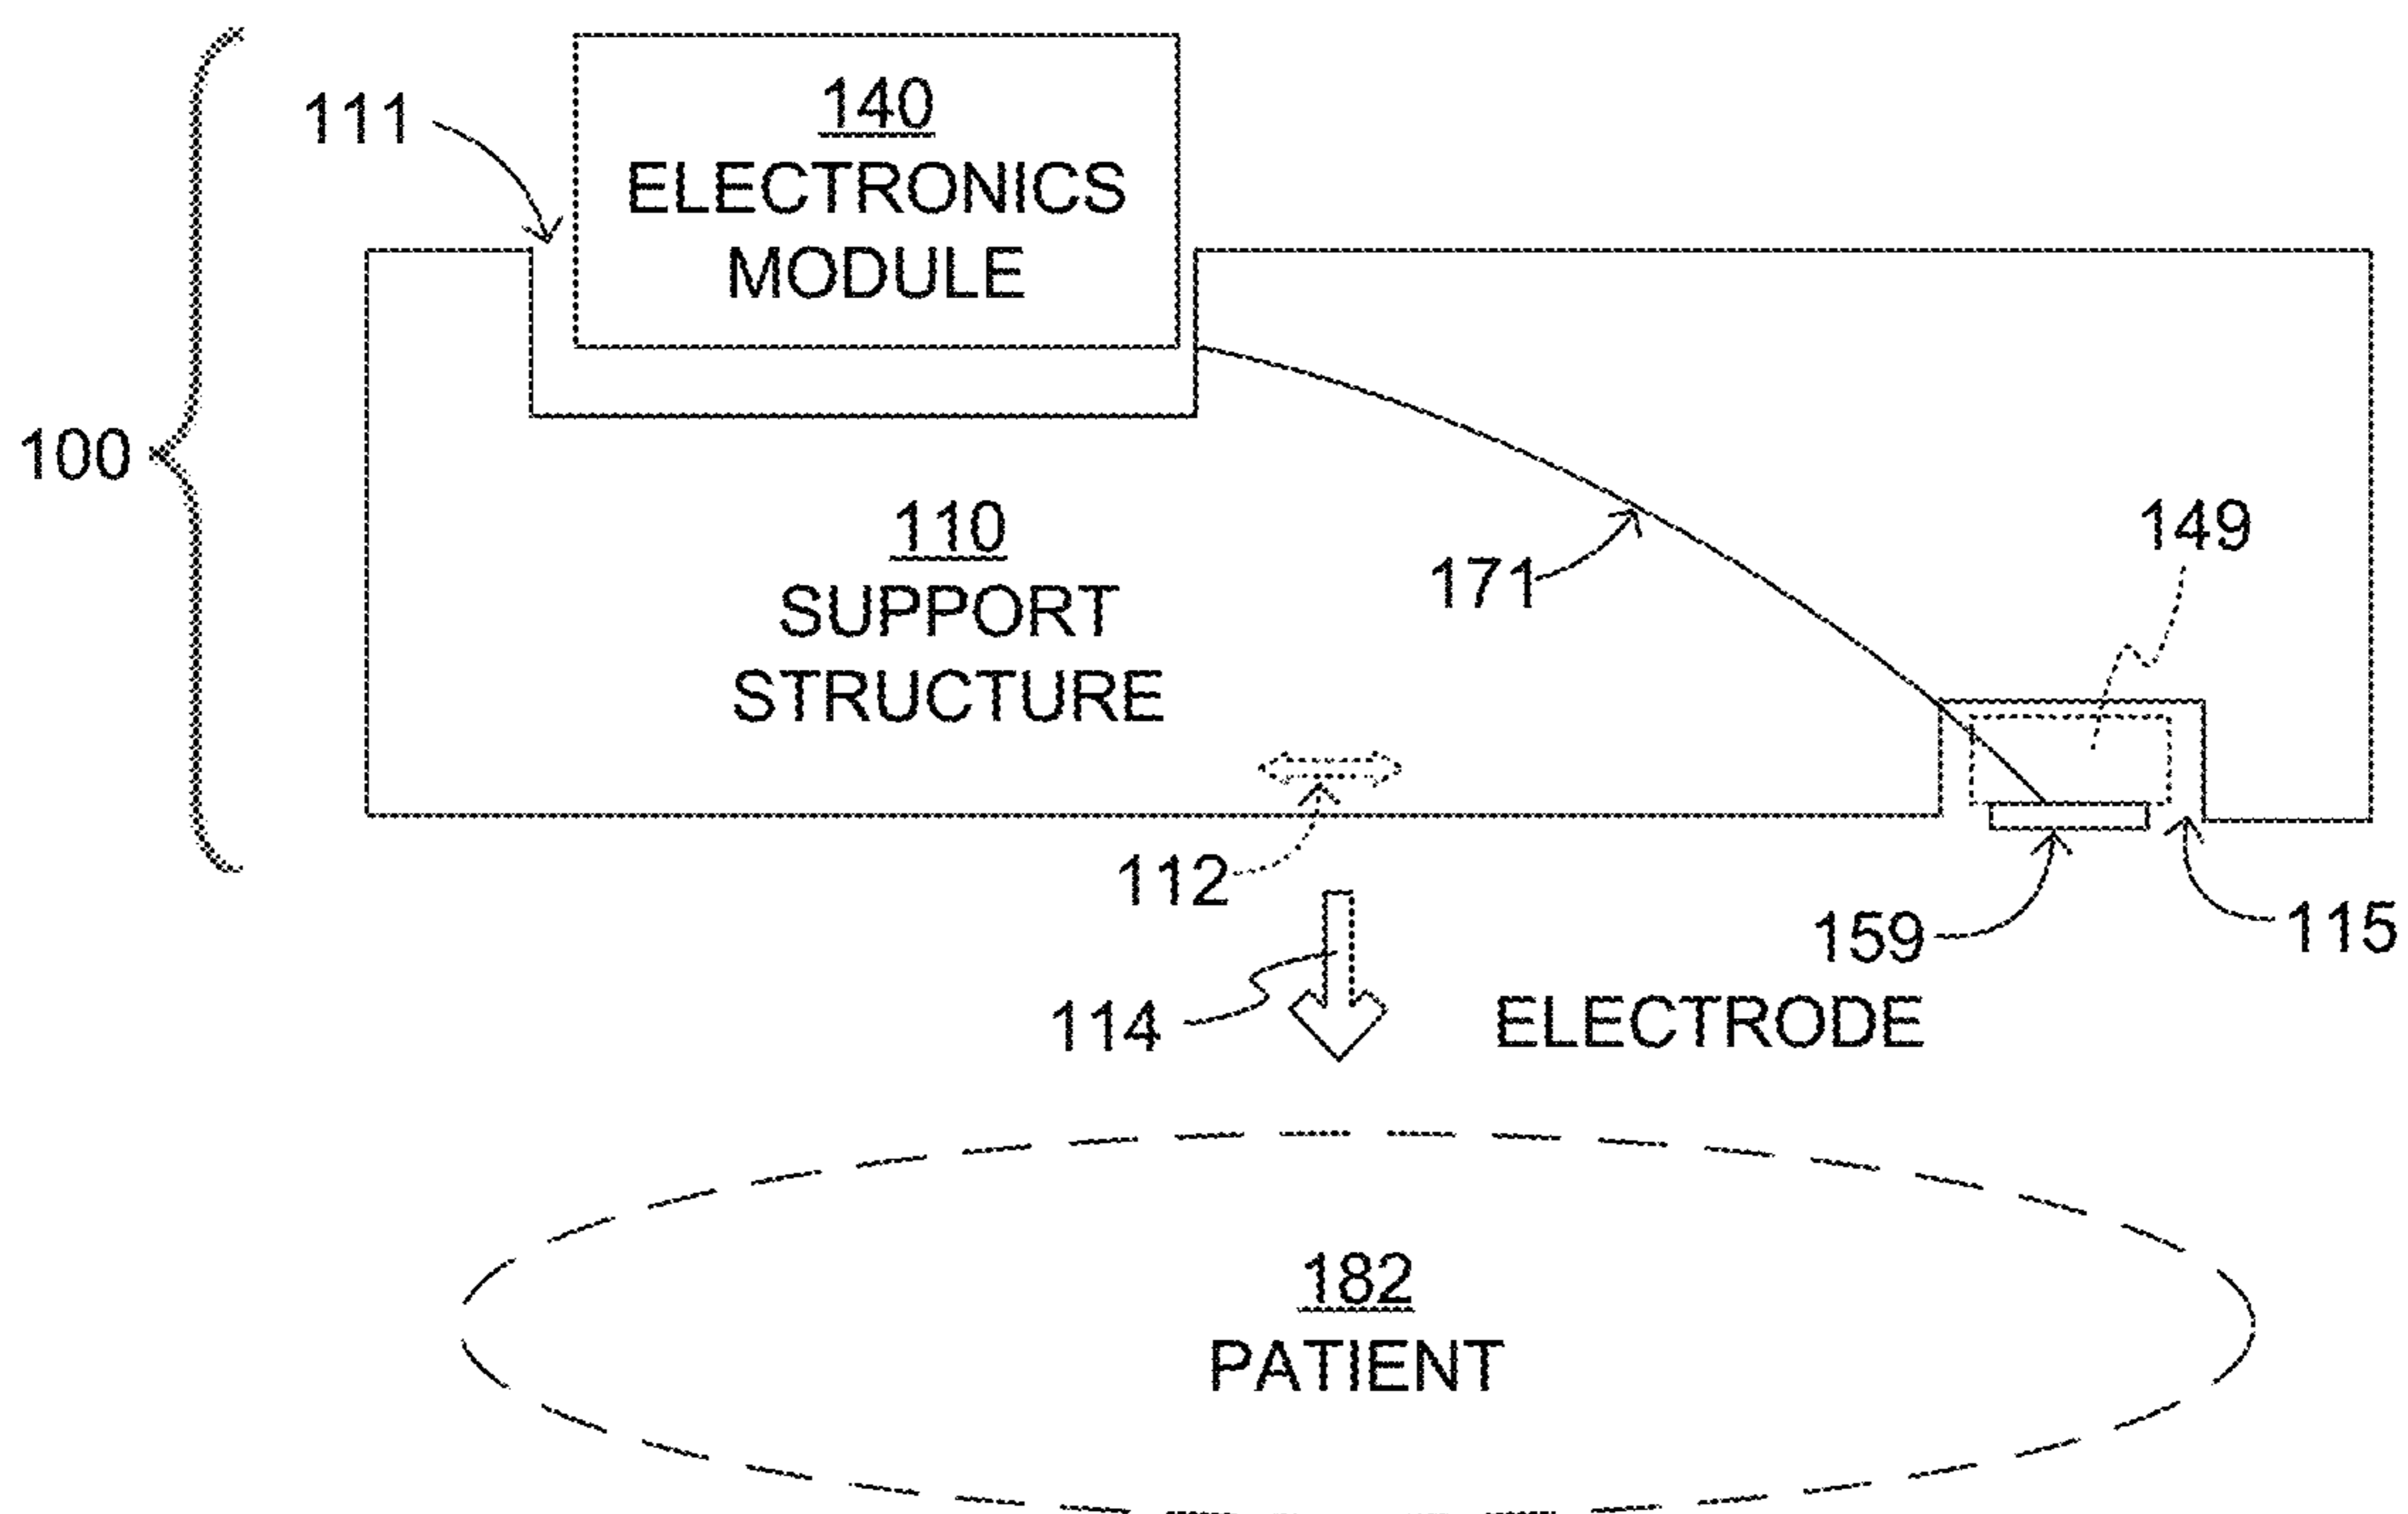 140
111
ELECTRONICS
MODULE
100
110
149
171
SUPPORT
STRUCTURE
112
159
115
114
ELECTRODE
182
PATIENT